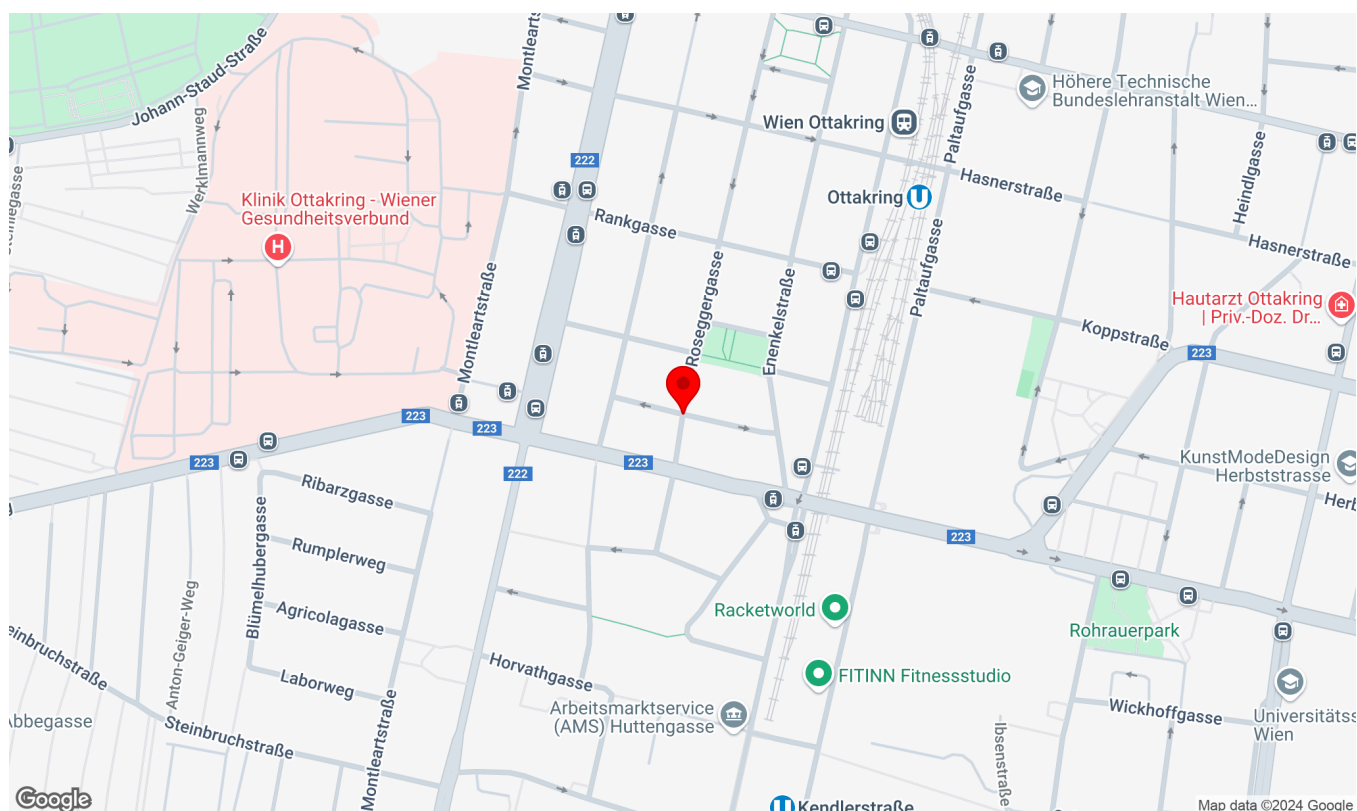 Johann-Staud-Straße
Montleartstraße
Paltaufgasse
Höhere Technische
Bundeslehranstalt Wien...
Wien Ottakring
Werklmannweg
222
Hasnerstraße
Heindlgasse
Klinik Ottakring - Wiener
Gesundheitsverbund
H
Ottakring
U
Rankgasse
Hasnerstraße
Montleartstraße
Roseggergasse
Enenkelstraße
Paltaufgasse
Hautarzt Ottakring
| Priv.-Doz. Dr...
Koppstraße
223
223
223
223
223
222
KunstModeDesign
Herbststrasse
Herb
Ribarzgasse
Rumplerweg
223
Blümelhubergasse
Anton-Geiger-Weg
Agricolagasse
Racketworld
Rohrauerpark
Steinbruchstraße
Laborweg
Horvathgasse
FITINN Fitnessstudio
Abbegasse
Steinbruchstraße
Montleartstraße
Arbeitsmarktservice
(AMS) Huttengasse
Wickhoffgasse
Ibsenstraße
Universitätss
Wien
Google
U
Kendlerstraße
Map data ©2024 Google